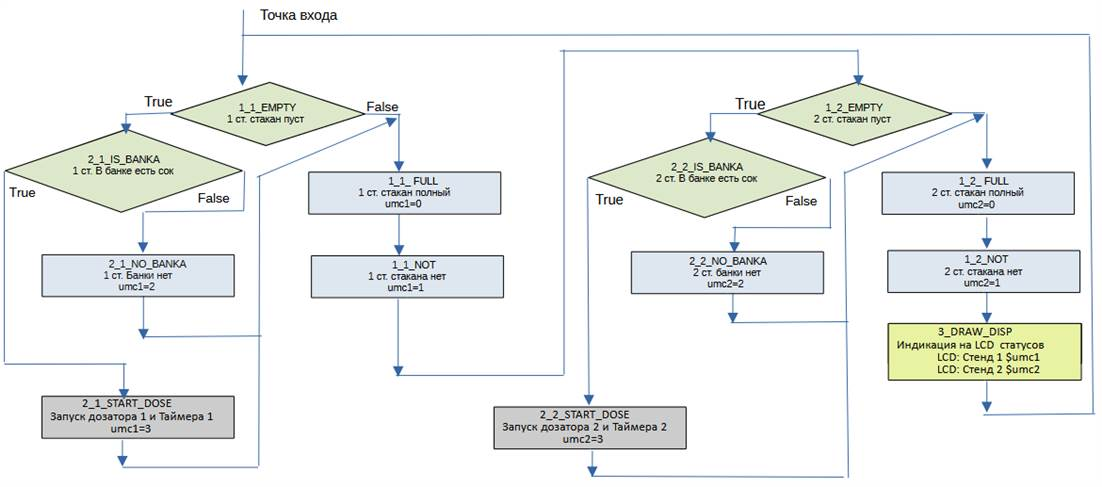 Точка входа
True
1_1_EMPTY
1 ст. стакан пуст
False
2_1_IS_BANKA
1 ст. В банке есть сок
True
False
2_1_NO_BANKA
1 ст. Банки нет
umc1=2
2_1_START_DOSE
Запуск дозатора 1 и Таймера 1
umc1=3
1_1_ FULL
1 ст. стакан полный
umc1=0
1_1_NOT
1 ст. стакана нет
umc1=1
True
1_2_EMPTY
2 ст. стакан пуст
False
2_2_IS_BANKA
2 ст. В банке есть сок
True
False
2_2_NO_BANKA
2 ст. банки нет
umc2=2
2_2_START_DOSE
Запуск дозатора 2 и Таймера 2
umc2=3
1_2_ FULL
2 ст. стакан полный
umc2=0
1_2_NOT
2 ст. стакана нет
umc2=1
3_DRAW_DISP
Индикация на LCD статусов
LCD: Стенд 1 $umc1
LCD: Стенд 2 $umc2